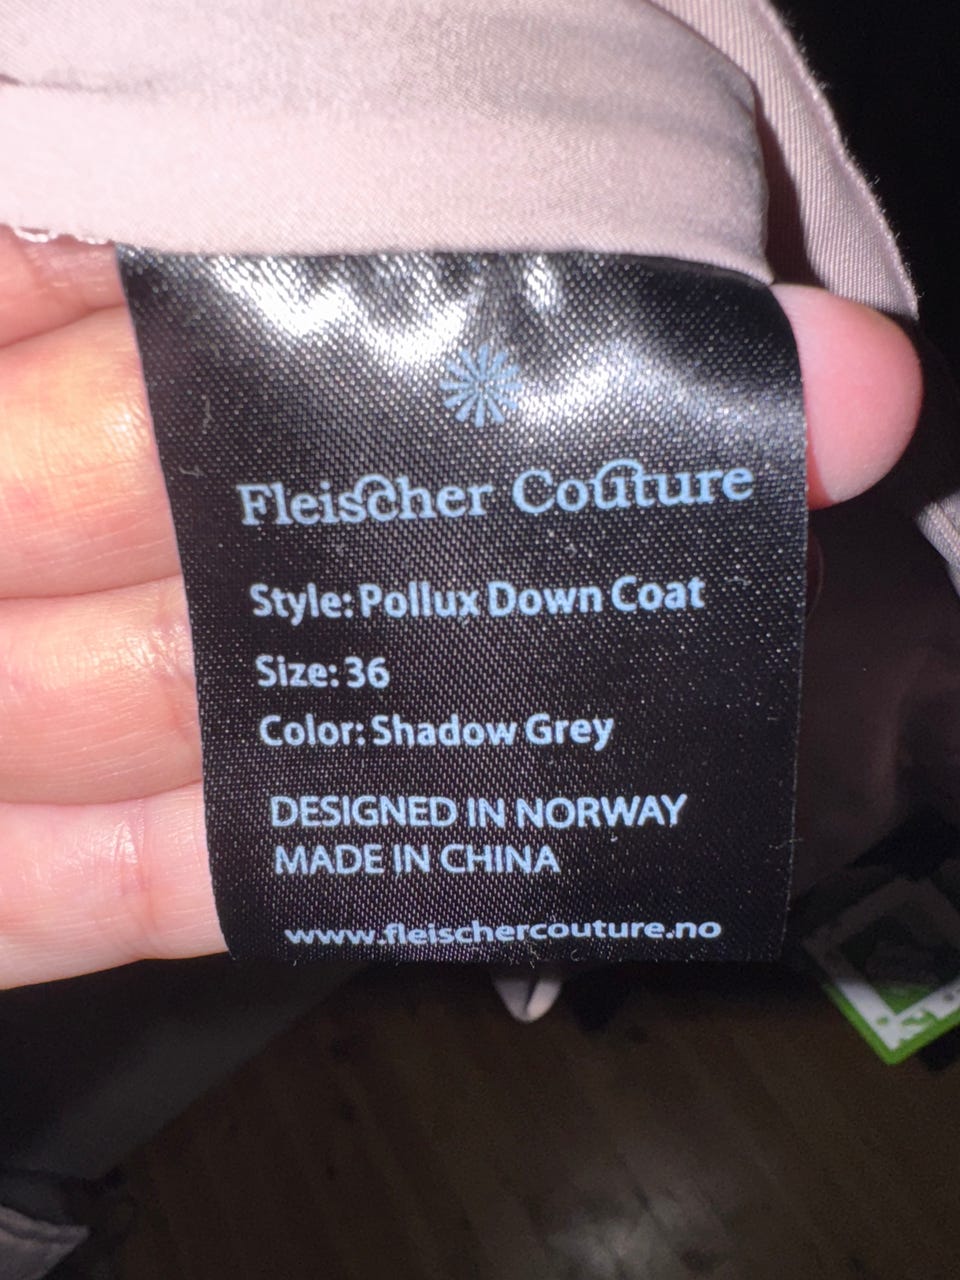 Fleischer Couture
Style: Pollux Down Coat
Size: 36
Color: Shadow Grey
DESIGNED IN NORWAY
MADE IN CHINA
www.fleischercouture.no